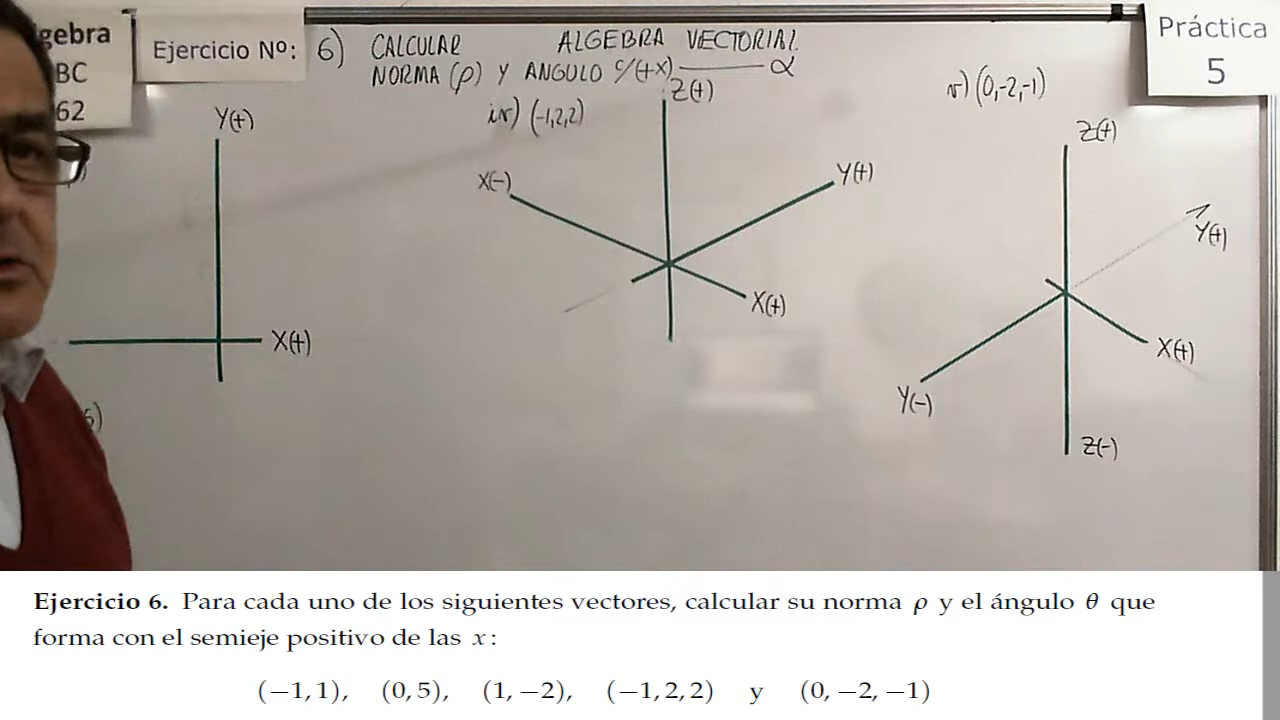 gebra
BC
62
Ejercicio Nº:
6) CALCULAR ALGEBRA VECTORIAL
NORMA (ρ) Y ANGULO c/(+x) α
Práctica
5
iv) (-1,2,2)
v) (0,-2,-1)
Y(+)
X(+)
6)
Z(+)
X(-)
Y(+)
X(+)
Z(+)
Y(+)
X(+)
Y(-)
Z(-)
Ejercicio 6. Para cada uno de los siguientes vectores, calcular su norma ρ y el ángulo θ que
forma con el semieje positivo de las x:
(−1, 1), (0, 5), (1, −2), (−1, 2, 2) y (0, −2, −1)